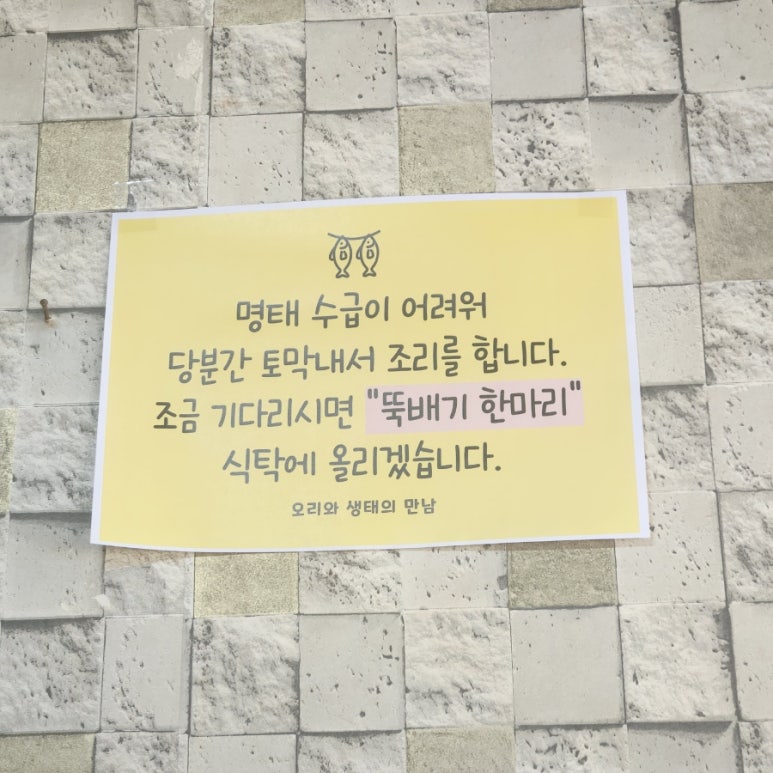 명태 수급이 어려워
당분간 토막내서 조리를 합니다.
조금 기다리시면 "뚝배기 한마리"
식탁에 올리겠습니다.
오리와 생태의 만남